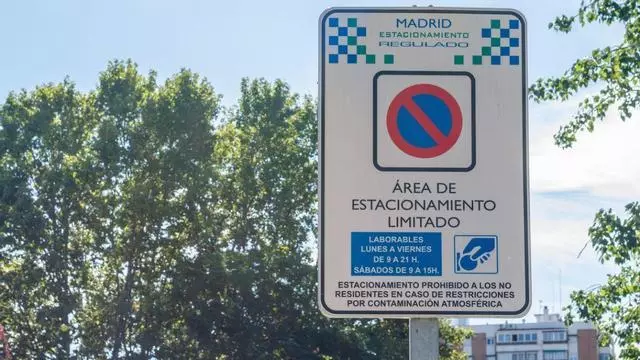 MADRID
ESTACIONAMIENTO
REGULADO
ÁREA DE
ESTACIONAMIENTO
LIMITADO
LABORABLES
LUNES A VIERNES
DE 9 A 21 H.
SÁBADOS DE 9 A 15H.
ESTACIONAMIENTO PROHIBIDO A LOS NO
RESIDENTES EN CASO DE RESTRICCIONES
POR CONTAMINACIÓN ATMOSFÉRICA